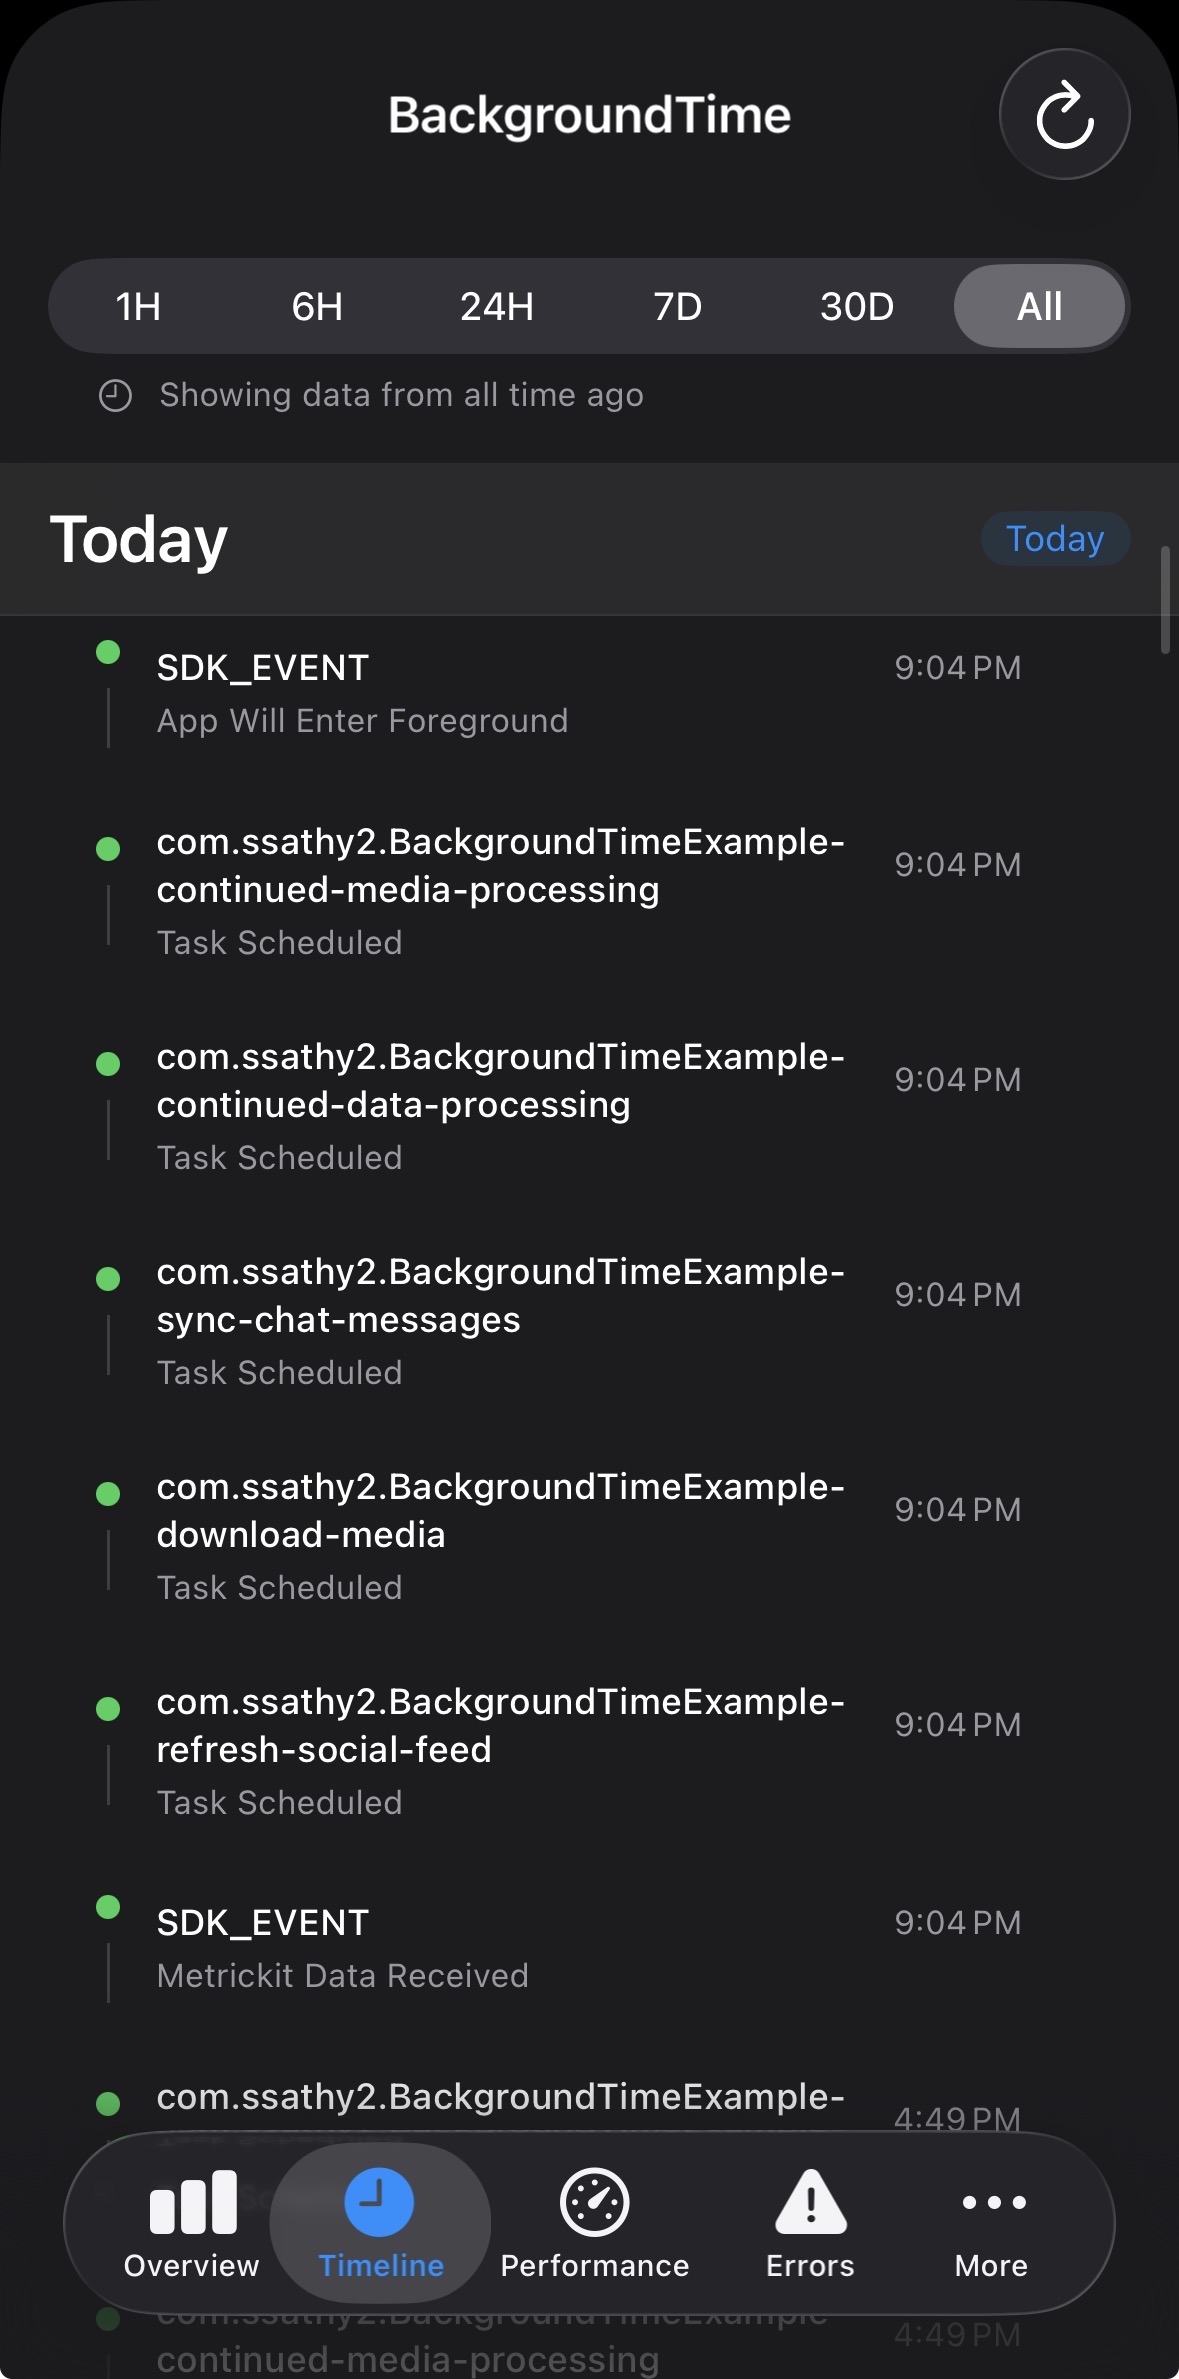 BackgroundTime
1H 6H 24H 7D 30D All
Showing data from all time ago
Today Today
SDK_EVENT 9:04 PM
App Will Enter Foreground
com.ssathy2.BackgroundTimeExample-
continued-media-processing 9:04 PM
Task Scheduled
com.ssathy2.BackgroundTimeExample-
continued-data-processing 9:04 PM
Task Scheduled
com.ssathy2.BackgroundTimeExample-
sync-chat-messages 9:04 PM
Task Scheduled
com.ssathy2.BackgroundTimeExample-
download-media 9:04 PM
Task Scheduled
com.ssathy2.BackgroundTimeExample-
refresh-social-feed 9:04 PM
Task Scheduled
SDK_EVENT 9:04 PM
Metrickit Data Received
com.ssathy2.BackgroundTimeExample-
4:49 PM
Overview Timeline Performance Errors More
com.ssathy2.BackgroundTimeExample-
continued-media-processing 4:49 PM